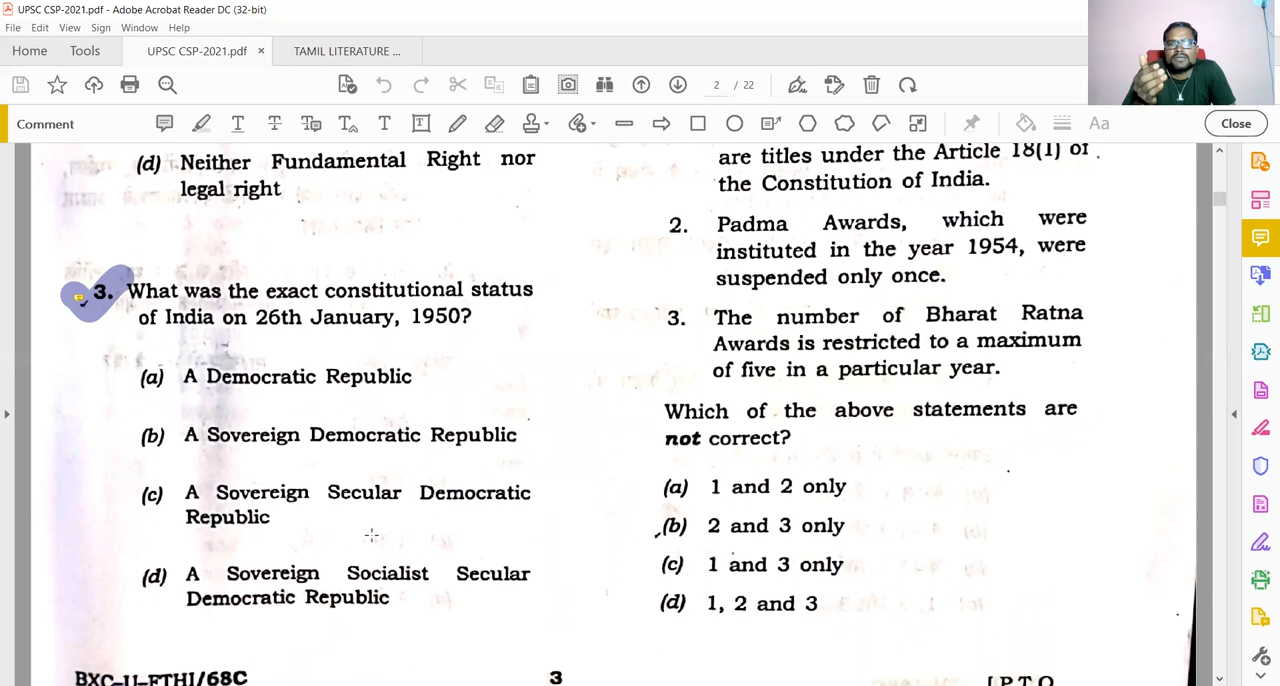 UPSC CSP-2021.pdf - Adobe Acrobat Reader DC (32-bit)
File Edit View Sign Window Help
Home Tools UPSC CSP-2021.pdf × TAMIL LITERATURE ...
2 / 22
Comment
Aa
Close
(d) Neither Fundamental Right nor
legal right
3. What was the exact constitutional status
of India on 26th January, 1950?
(a) A Democratic Republic
(b) A Sovereign Democratic Republic
(c) A Sovereign Secular Democratic
Republic
(d) A Sovereign Socialist Secular
Democratic Republic
are titles under the Article 18(1) of
the Constitution of India.
2. Padma Awards, which were
instituted in the year 1954, were
suspended only once.
3. The number of Bharat Ratna
Awards is restricted to a maximum
of five in a particular year.
Which of the above statements are
not correct?
(a) 1 and 2 only
(b) 2 and 3 only
(c) 1 and 3 only
(d) 1, 2 and 3
3